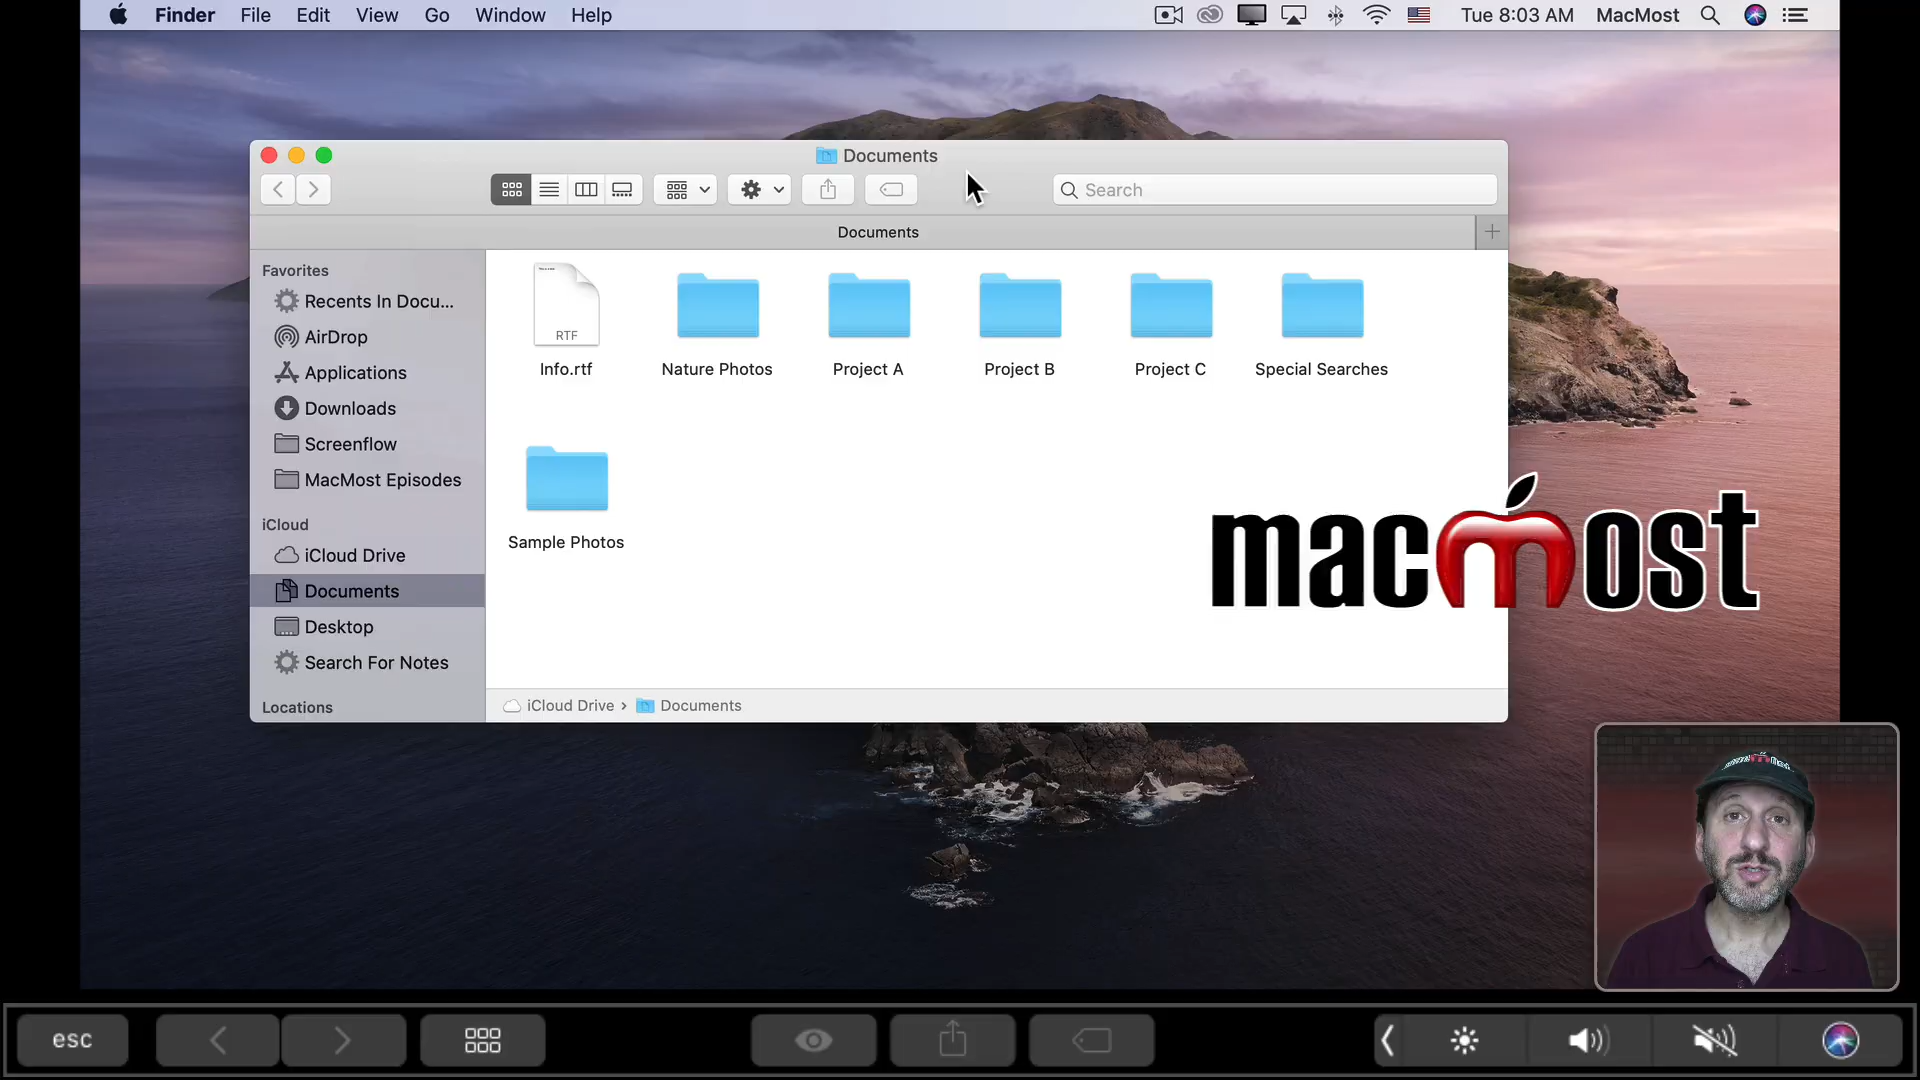 Finder File Edit View Go Window Help Tue 8:03 AM MacMost
Documents
Search
Documents
Favorites
Recents In Docu...
AirDrop
Applications
Downloads
Screenflow
MacMost Episodes
iCloud
iCloud Drive
Documents
Desktop
Search For Notes
Locations
RTF
Info.rtf
Nature Photos
Project A
Project B
Project C
Special Searches
Sample Photos
iCloud Drive › Documents
macmost
esc